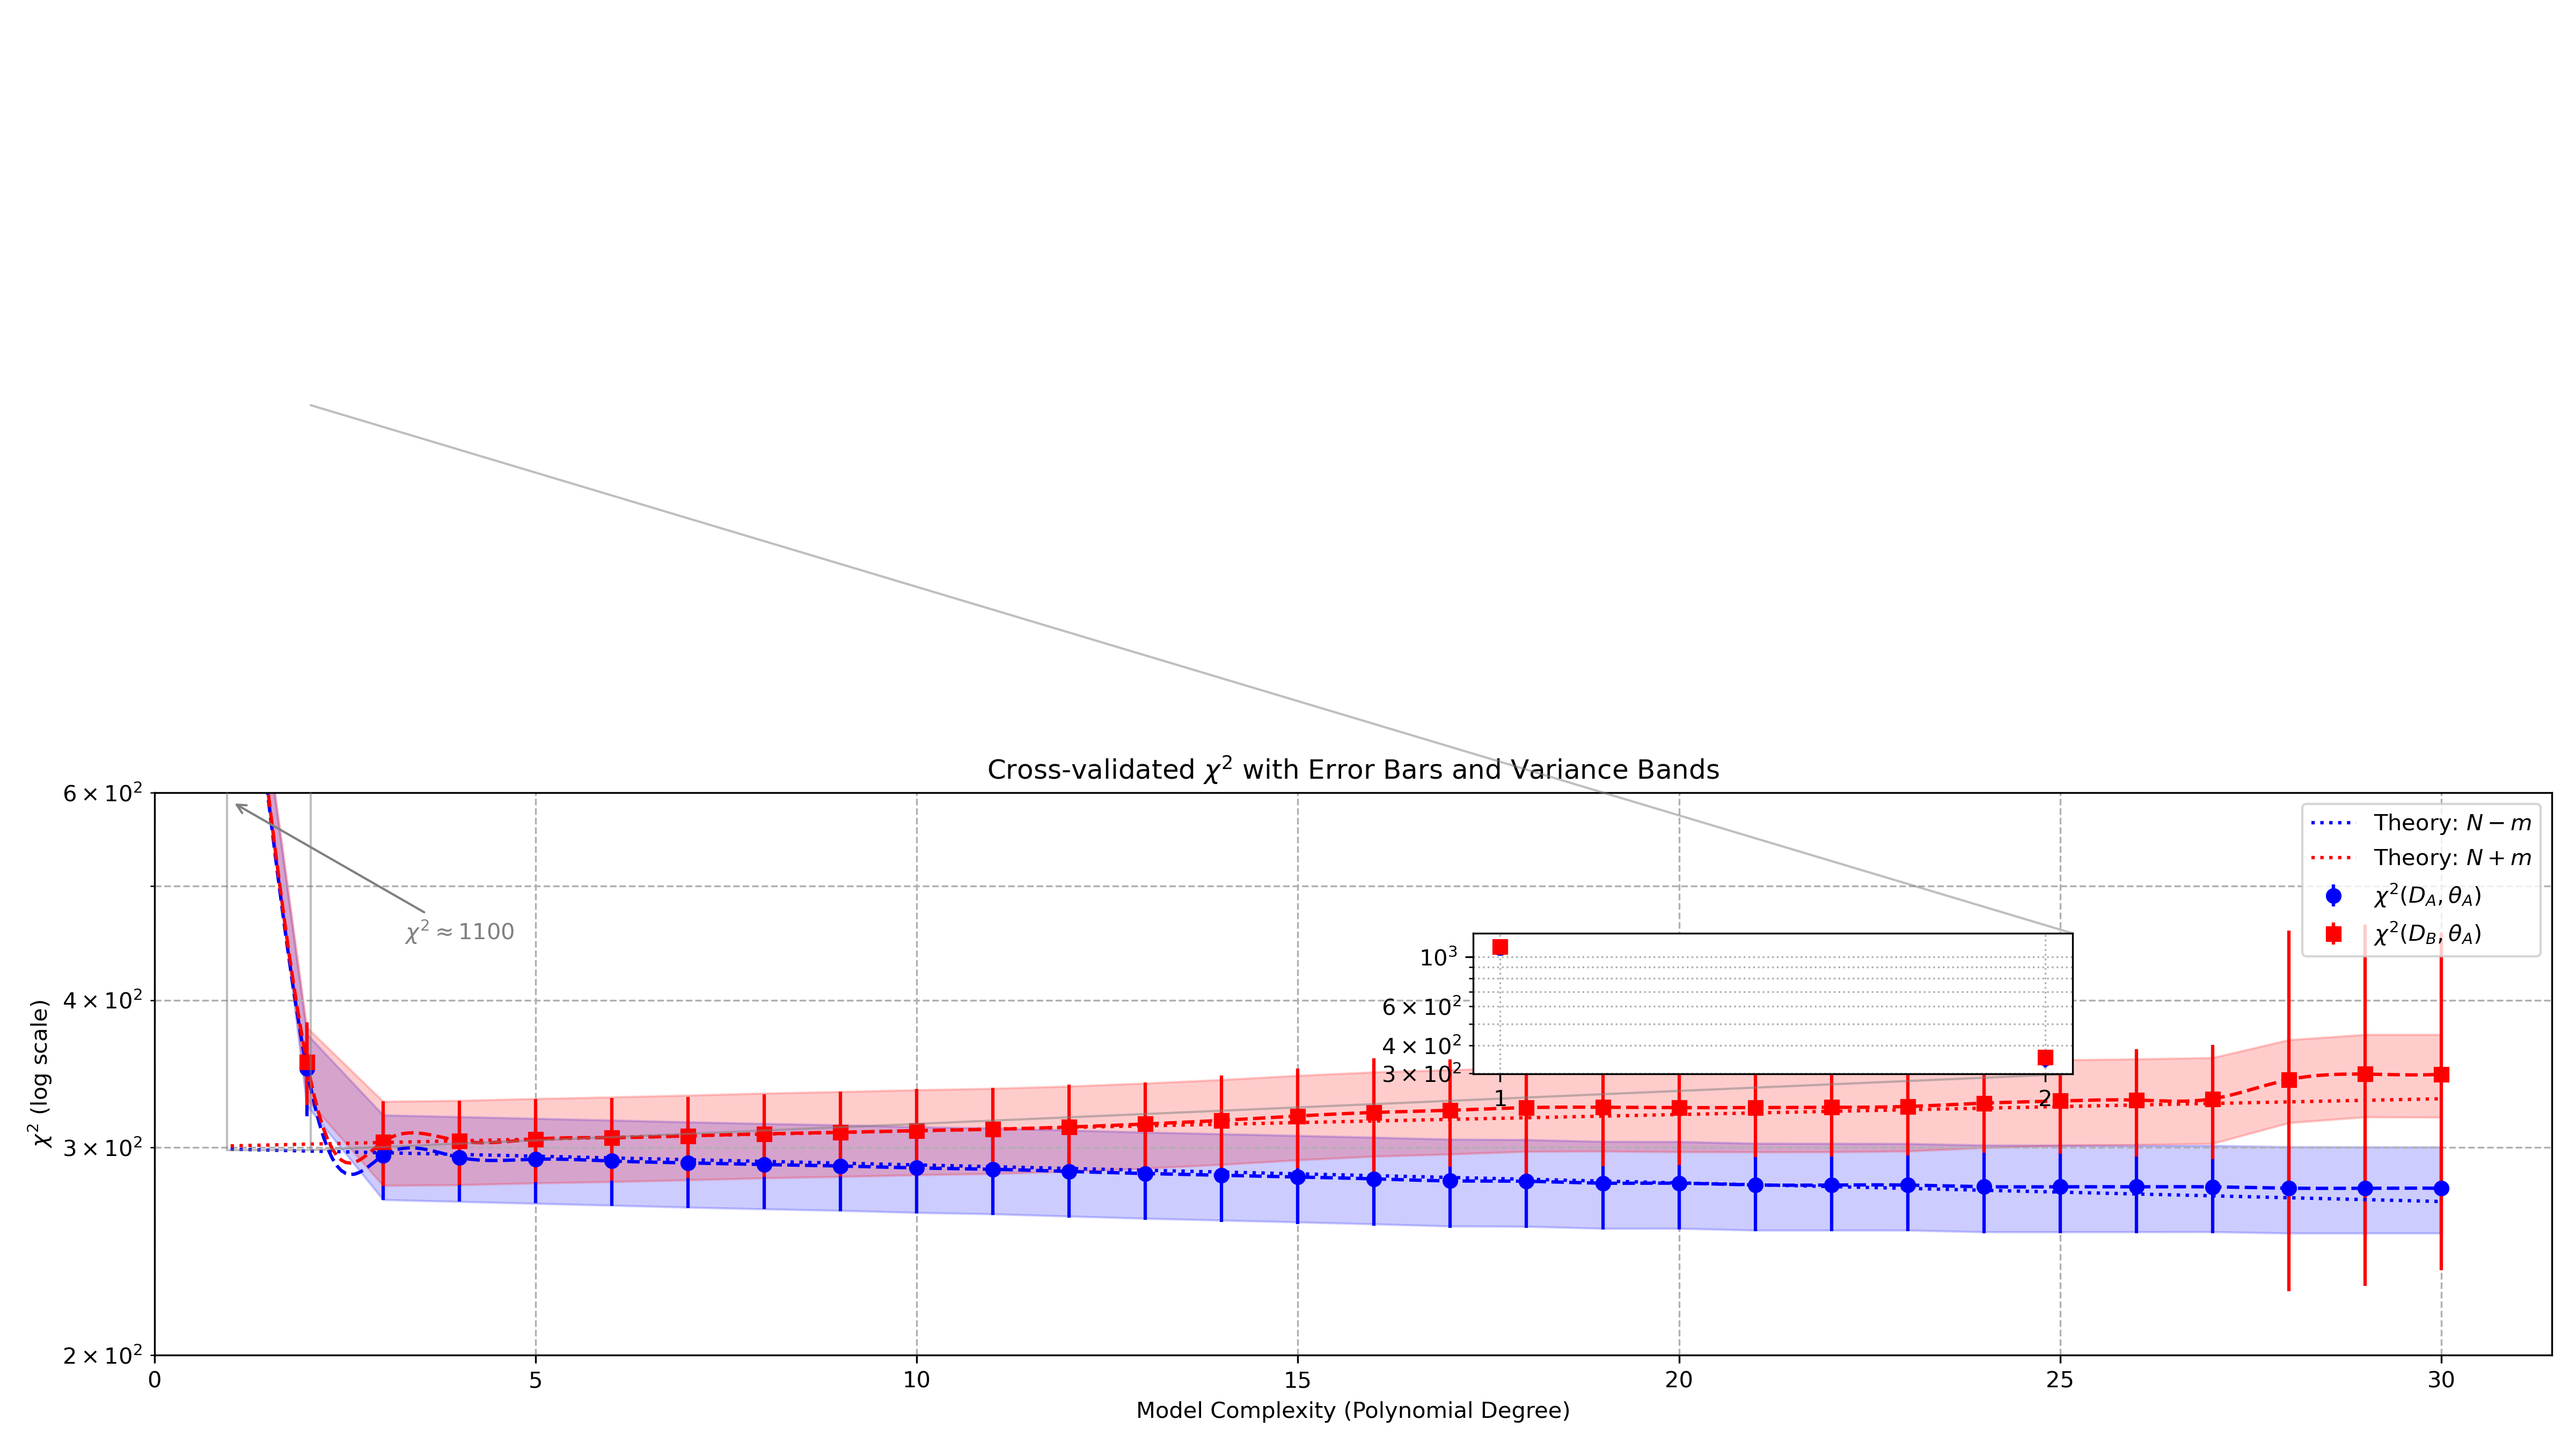 Cross-validated χ² with Error Bars and Variance Bands
6 × 10²
4 × 10²
3 × 10²
2 × 10²
χ² (log scale)
χ² ≈ 1100
Theory: N − m
Theory: N + m
χ²(D_A, θ_A)
χ²(D_B, θ_A)
10³
6 × 10²
4 × 10²
3 × 10²
1 2
0 5 10 15 20 25 30
Model Complexity (Polynomial Degree)